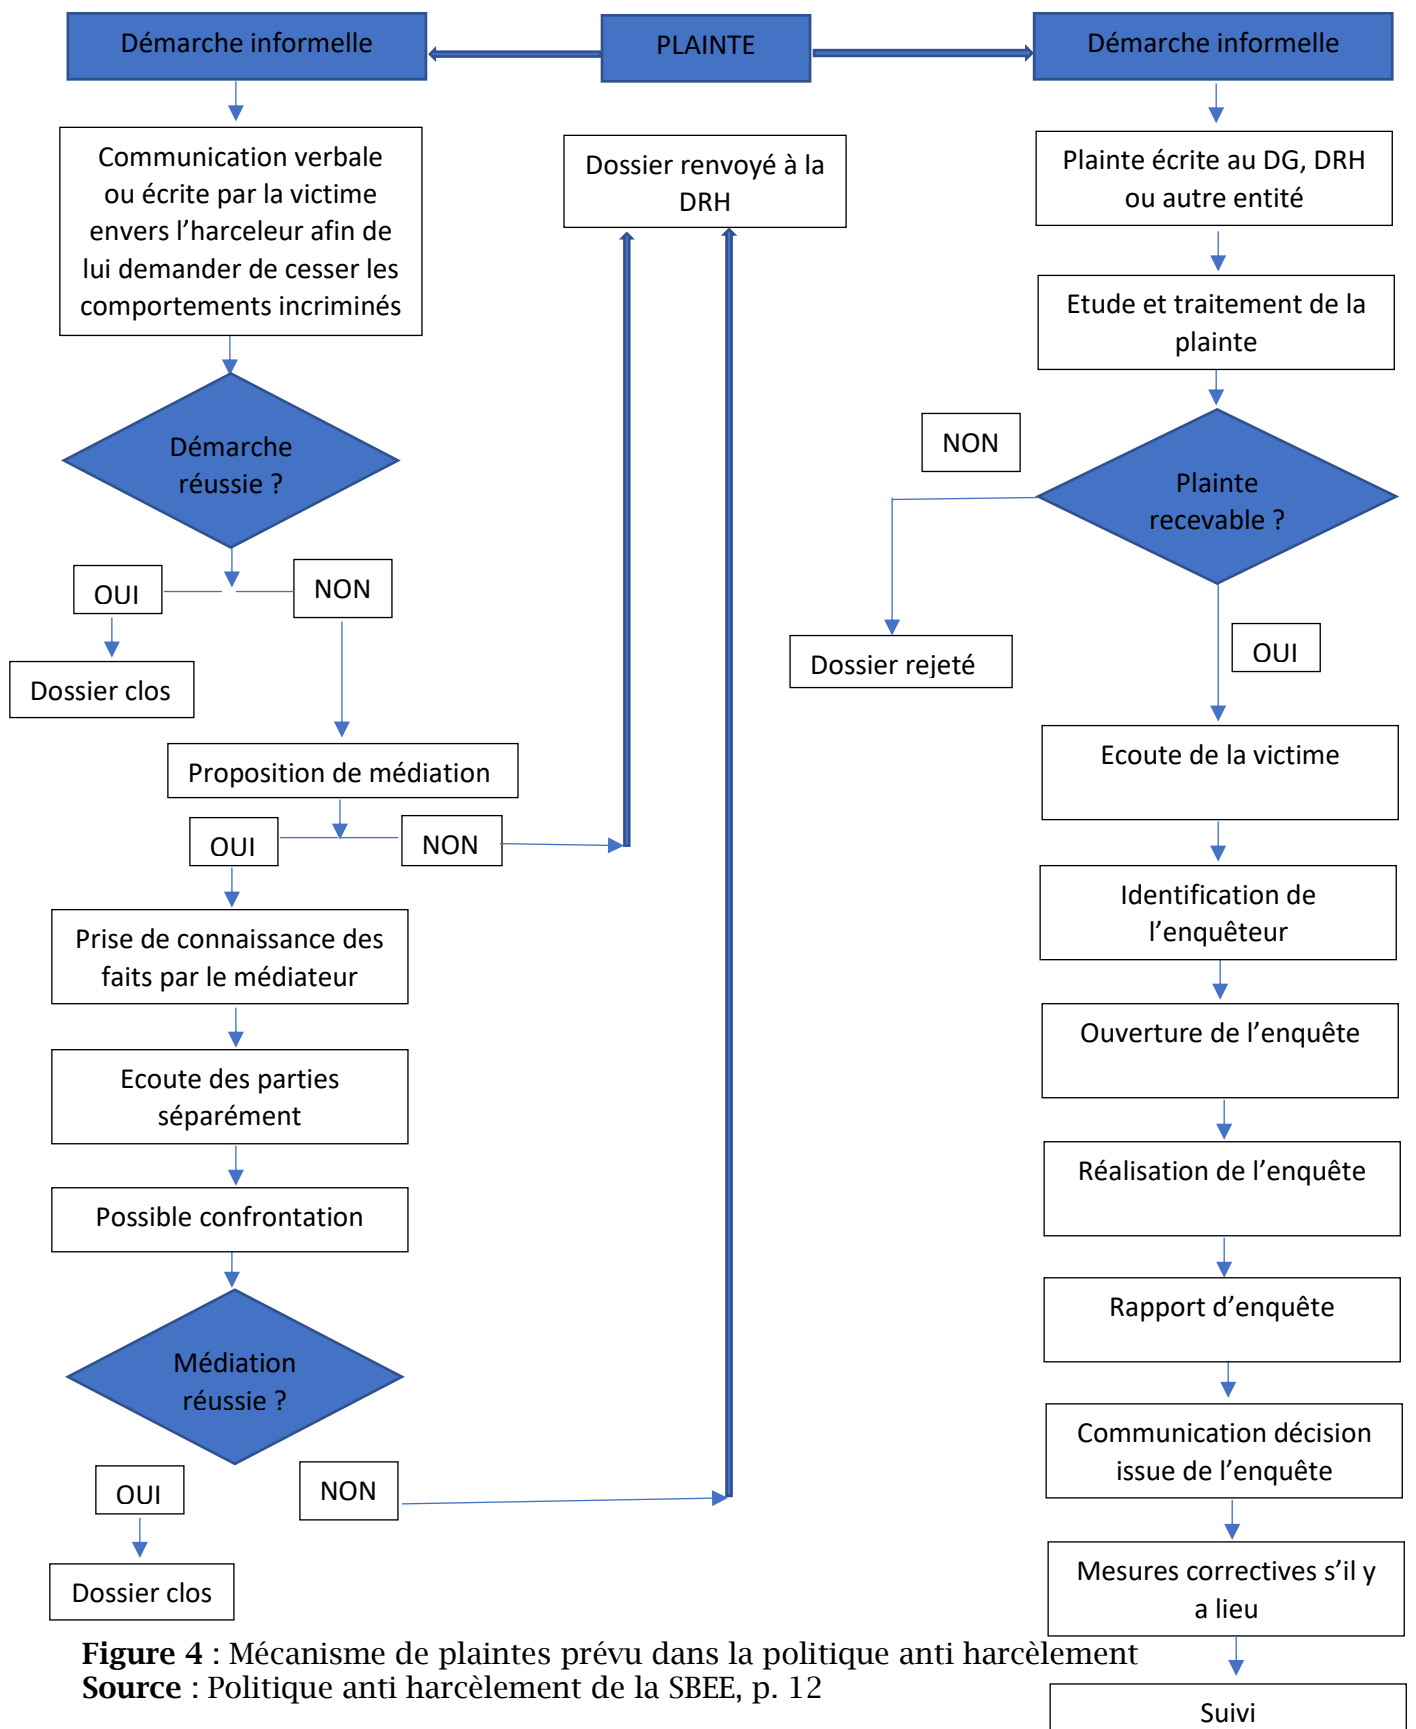 Démarche informelle
PLAINTE
Démarche informelle
Communication verbale
ou écrite par la victime
envers l’harceleur afin de
lui demander de cesser les
comportements incriminés
Démarche
réussie ?
OUI
NON
Dossier clos
Proposition de médiation
OUI
NON
Prise de connaissance des
faits par le médiateur
Ecoute des parties
séparément
Possible confrontation
Médiation
réussie ?
OUI
NON
Dossier clos
Dossier renvoyé à la
DRH
Plainte écrite au DG, DRH
ou autre entité
Etude et traitement de la
plainte
Plainte
recevable ?
NON
Dossier rejeté
OUI
Ecoute de la victime
Identification de
l’enquêteur
Ouverture de l’enquête
Réalisation de l’enquête
Rapport d’enquête
Communication décision
issue de l’enquête
Mesures correctives s’il y
a lieu
Suivi
Figure 4 : Mécanisme de plaintes prévu dans la politique anti harcèlement
Source : Politique anti harcèlement de la SBEE, p. 12